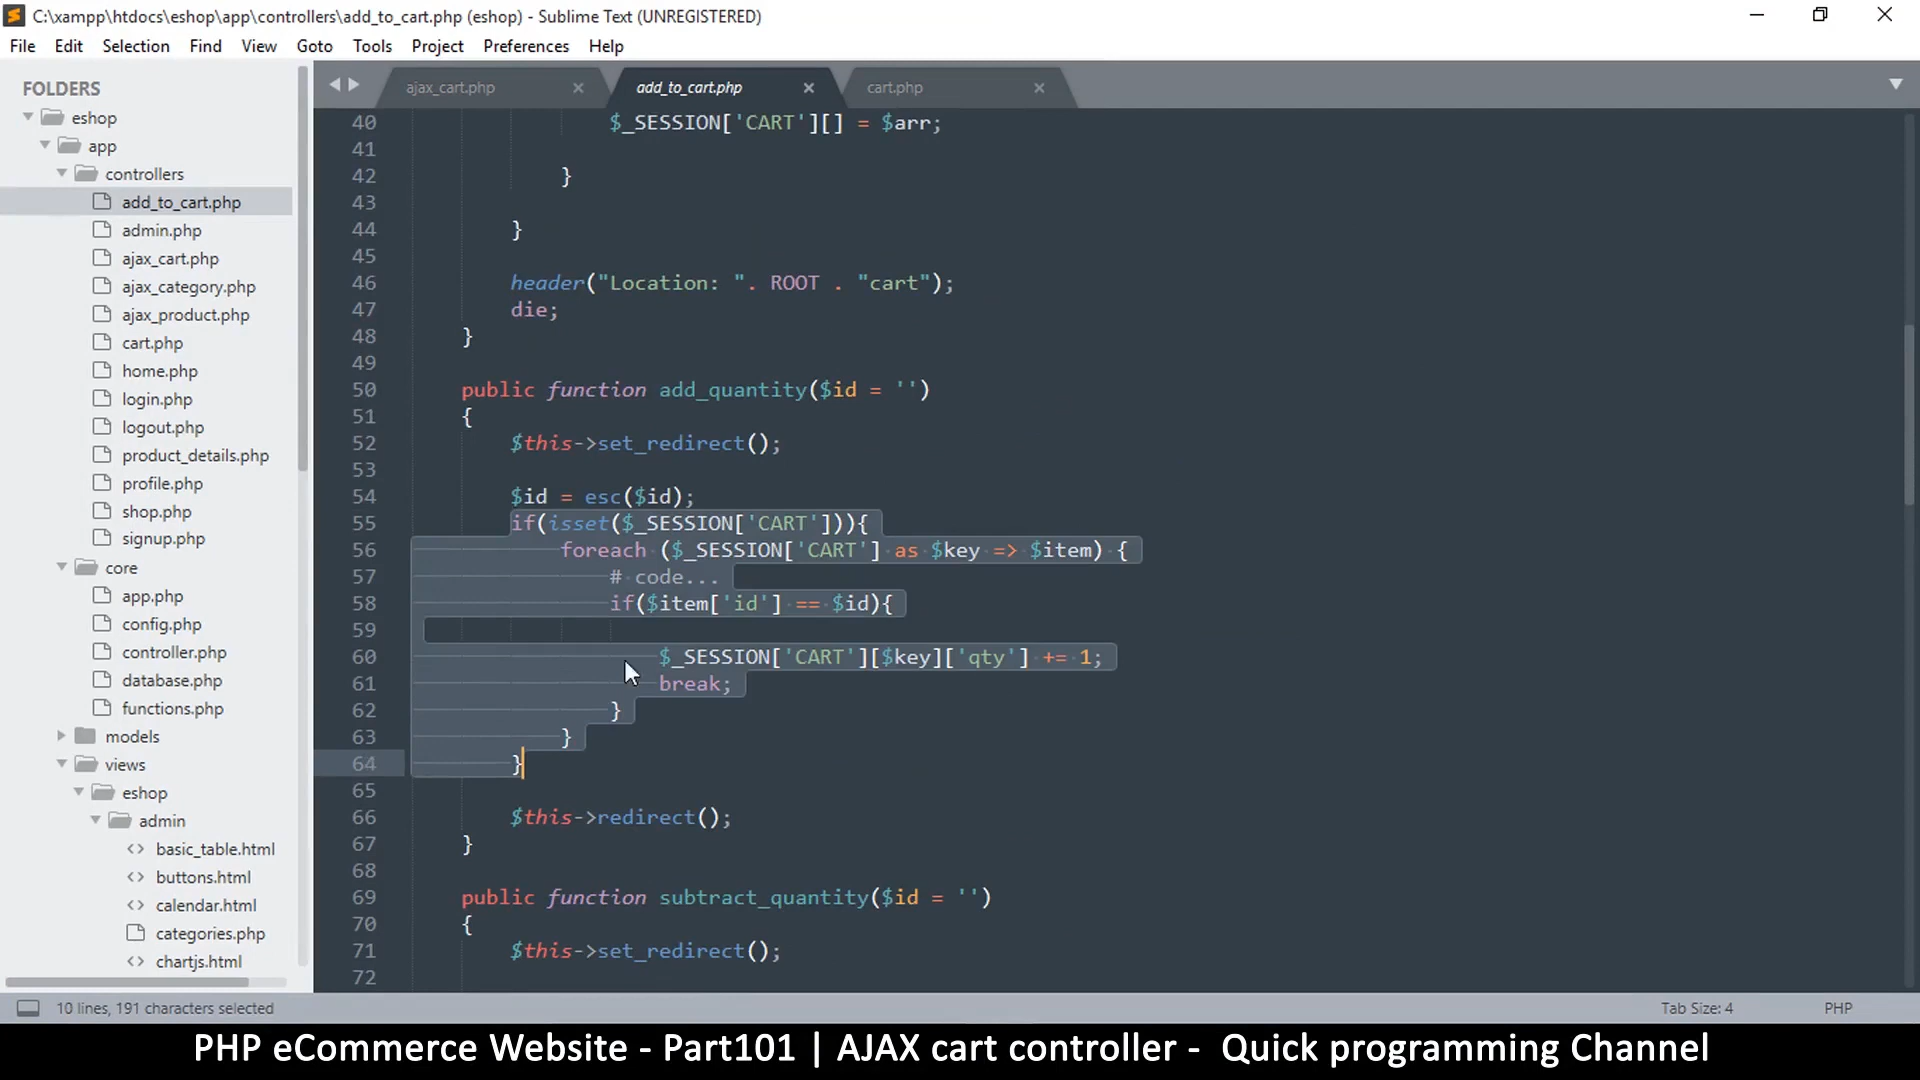 C:\xampp\htdocs\eshop\app\controllers\add_to_cart.php (eshop) - Sublime Text (UNREGISTERED)
File Edit Selection Find View Goto Tools Project Preferences Help
FOLDERS
eshop
app
controllers
add_to_cart.php
admin.php
ajax_cart.php
ajax_category.php
ajax_product.php
cart.php
home.php
login.php
logout.php
product_details.php
profile.php
shop.php
signup.php
core
app.php
config.php
controller.php
database.php
functions.php
models
views
eshop
admin
basic_table.html
buttons.html
calendar.html
categories.php
chartjs.html
ajax_cart.php add_to_cart.php cart.php
40 $_SESSION['CART'][] = $arr;
41
42 }
43
44 }
45
46 header("Location: ". ROOT . "cart");
47 die;
48 }
49
50 public function add_quantity($id = '')
51 {
52 $this->set_redirect();
53
54 $id = esc($id);
55 if(isset($_SESSION['CART'])){
56 foreach ($_SESSION['CART'] as $key => $item) {
57 # code...
58 if($item['id'] == $id){
59
60 $_SESSION['CART'][$key]['qty'] += 1;
61 break;
62 }
63 }
64 }
65
66 $this->redirect();
67 }
68
69 public function subtract_quantity($id = '')
70 {
71 $this->set_redirect();
72
10 lines, 191 characters selected Tab Size: 4 PHP
PHP eCommerce Website - Part101 | AJAX cart controller - Quick programming Channel